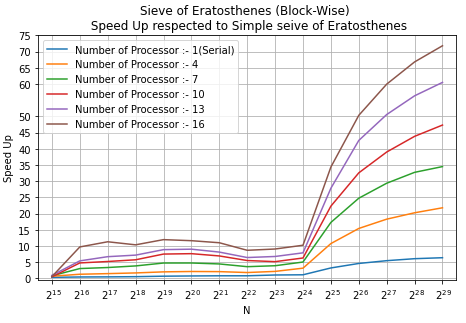 Sieve of Eratosthenes (Block-Wise)
Speed Up respected to Simple seive of Eratosthenes
75
70
65
60
55
50
45
40
35
30
25
20
15
10
5
0
Speed Up
Number of Processor :- 1(Serial)
Number of Processor :- 4
Number of Processor :- 7
Number of Processor :- 10
Number of Processor :- 13
Number of Processor :- 16
2^15 2^16 2^17 2^18 2^19 2^20 2^21 2^22 2^23 2^24 2^25 2^26 2^27 2^28 2^29
N